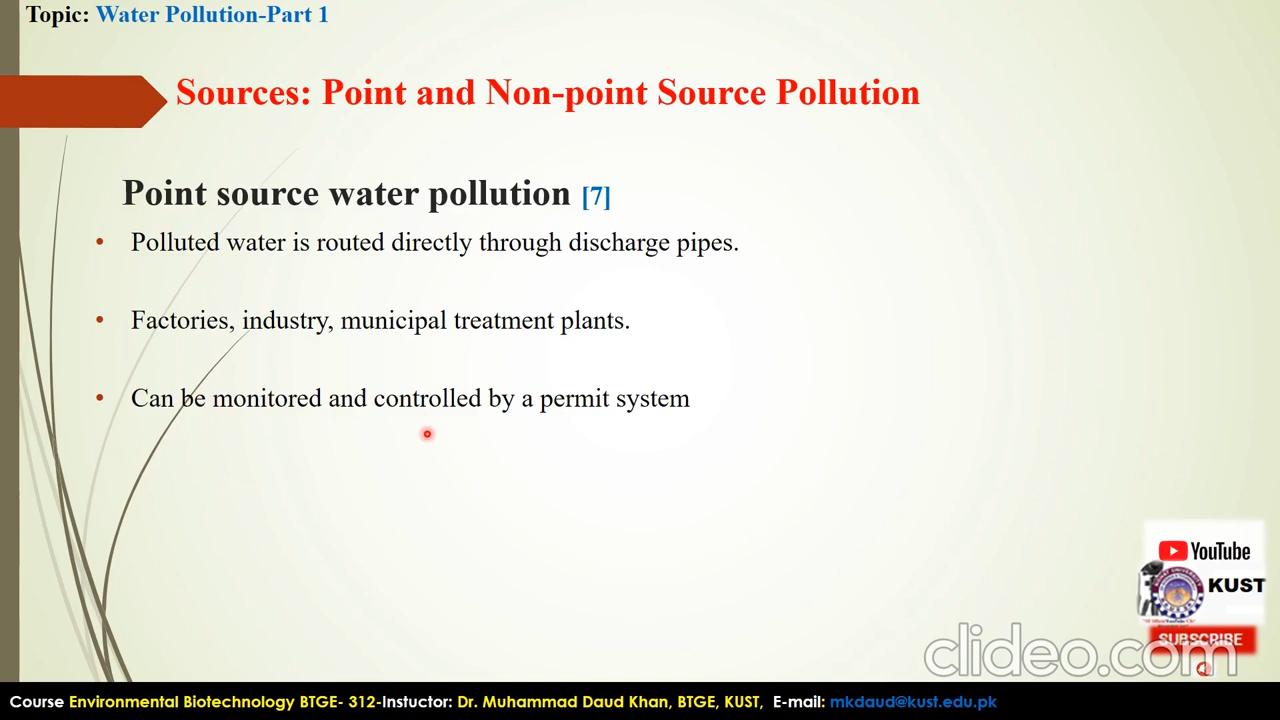 Topic: Water Pollution-Part 1
Sources: Point and Non-point Source Pollution
Point source water pollution [7]
• Polluted water is routed directly through discharge pipes.
• Factories, industry, municipal treatment plants.
• Can be monitored and controlled by a permit system
YouTube
KUST
SUBSCRIBE
clideo.com
Course Environmental Biotechnology BTGE- 312-Instuctor: Dr. Muhammad Daud Khan, BTGE, KUST, E-mail: mkdaud@kust.edu.pk